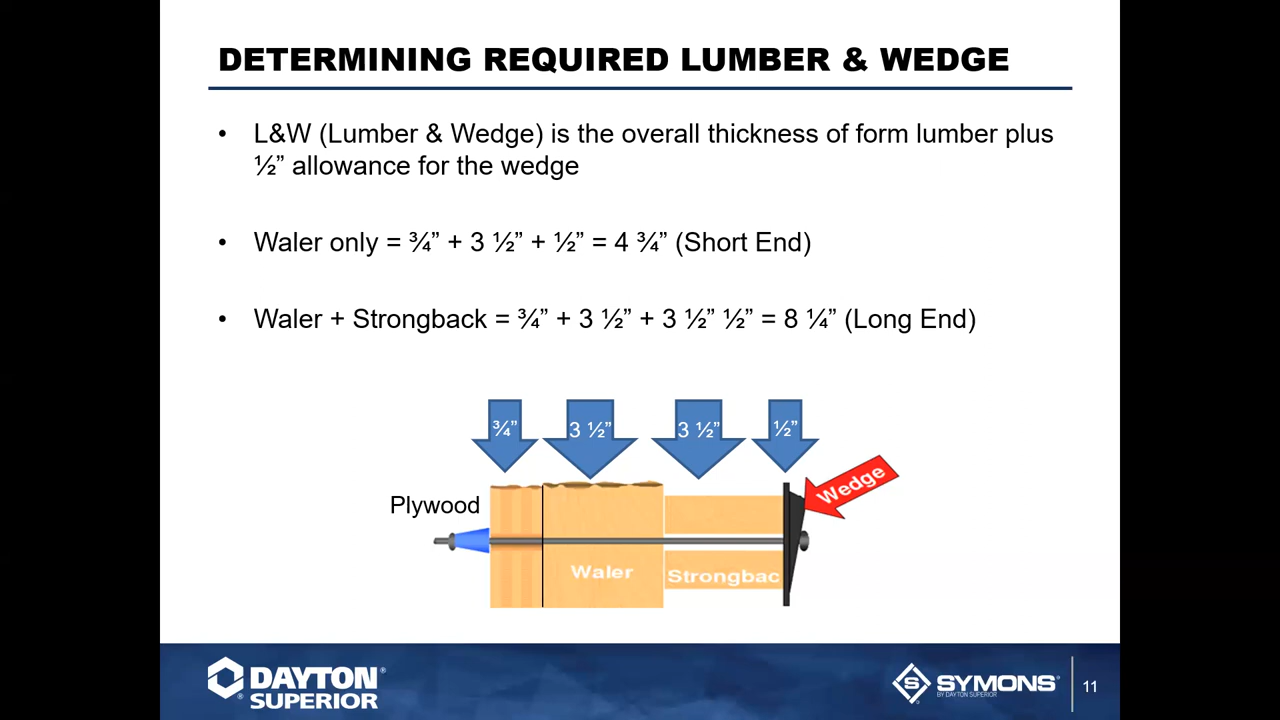 DETERMINING REQUIRED LUMBER & WEDGE
• L&W (Lumber & Wedge) is the overall thickness of form lumber plus
½” allowance for the wedge
• Waler only = ¾” + 3 ½” + ½” = 4 ¾” (Short End)
• Waler + Strongback = ¾” + 3 ½” + 3 ½” ½” = 8 ¼” (Long End)
¾” 3 ½” 3 ½” ½”
Wedge
Plywood
Waler Strongbac
DAYTON®
®SUPERIOR
S SYMONS®
BY DAYTON SUPERIOR
11